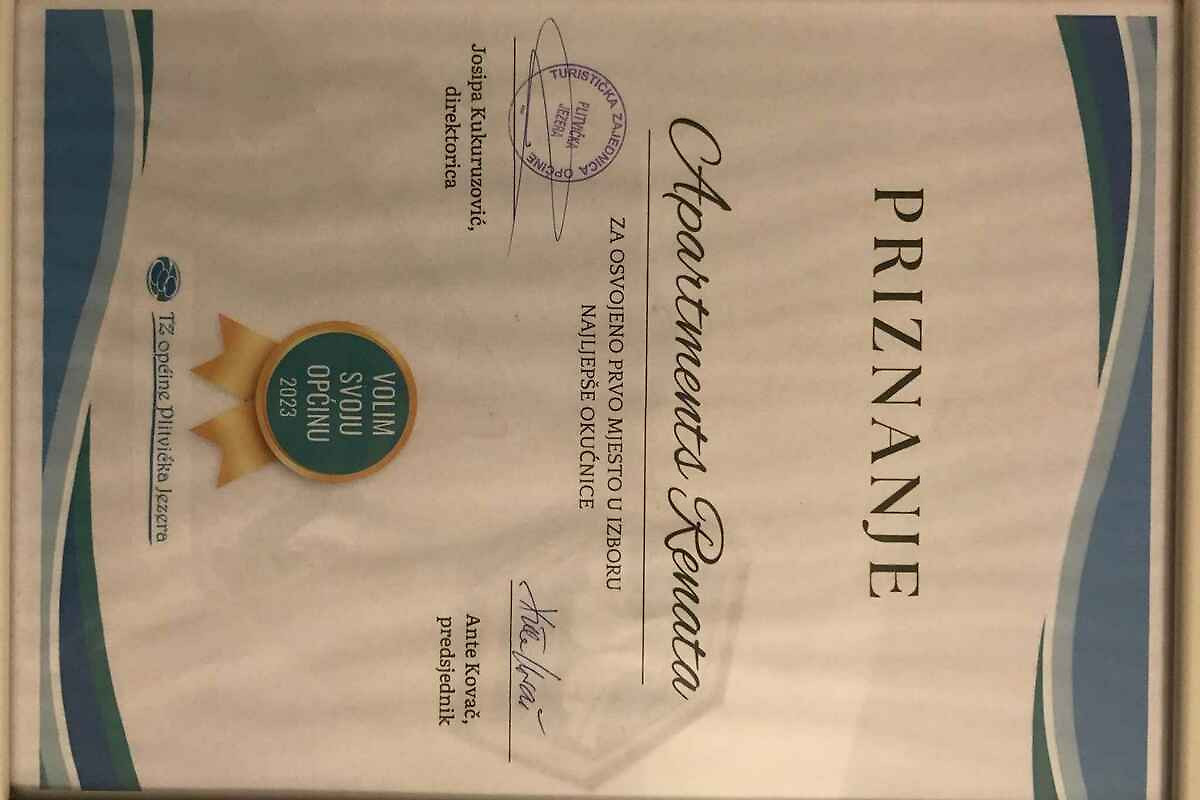 PRIZNANJE
Apartments Renata
ZA OSVOJENO PRVO MJESTO U IZBORU
NAJLJEPŠE OKUĆNICE
TURISTIČKA ZAJEDNICA OPĆINE
PLITVIČKA
JEZERA
Josipa Kukuruzović,
direktorica
Ante Kovač,
predsjednik
VOLIM
SVOJU
OPĆINU
2023
TZ općine Plitvička Jezera